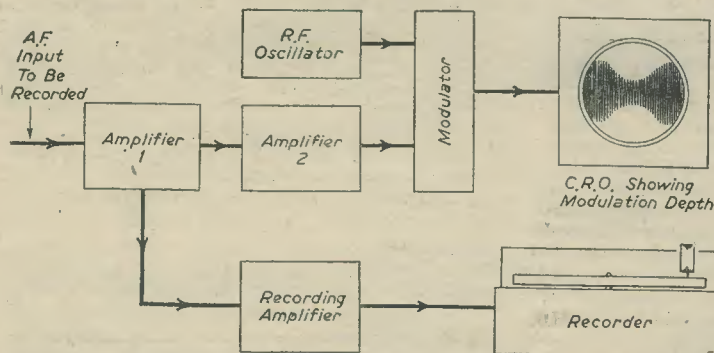 A.F.
Input
To Be
Recorded
R.F.
Oscillator
Modulator
Amplifier
1
Amplifier
2
C.R.O. Showing
Modulation Depth
Recording
Amplifier
Recorder